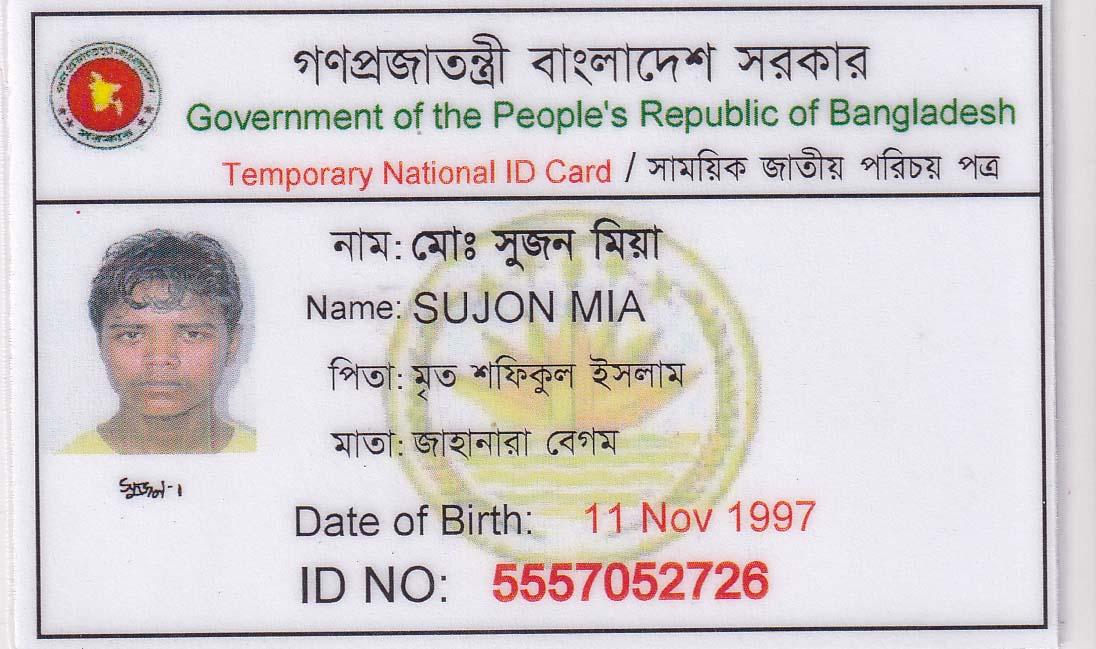 গণপ্রজাতন্ত্রী বাংলাদেশ সরকার
Government of the People's Republic of Bangladesh
Temporary National ID Card / সাময়িক জাতীয় পরিচয় পত্র
নাম: মোঃ সুজন মিয়া
Name: SUJON MIA
পিতা: মৃত শফিকুল ইসলাম
মাতা: জাহানারা বেগম
সুজন
Date of Birth: 11 Nov 1997
ID NO: 5557052726